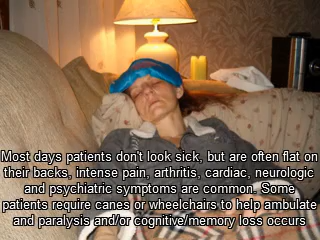 Most days patients don't look sick, but are often flat on
their backs, intense pain, arthritis, cardiac, neurologic
and psychiatric symptoms are common. Some
patients require canes or wheelchairs to help ambulate
and paralysis and/or cognitive/memory loss occurs